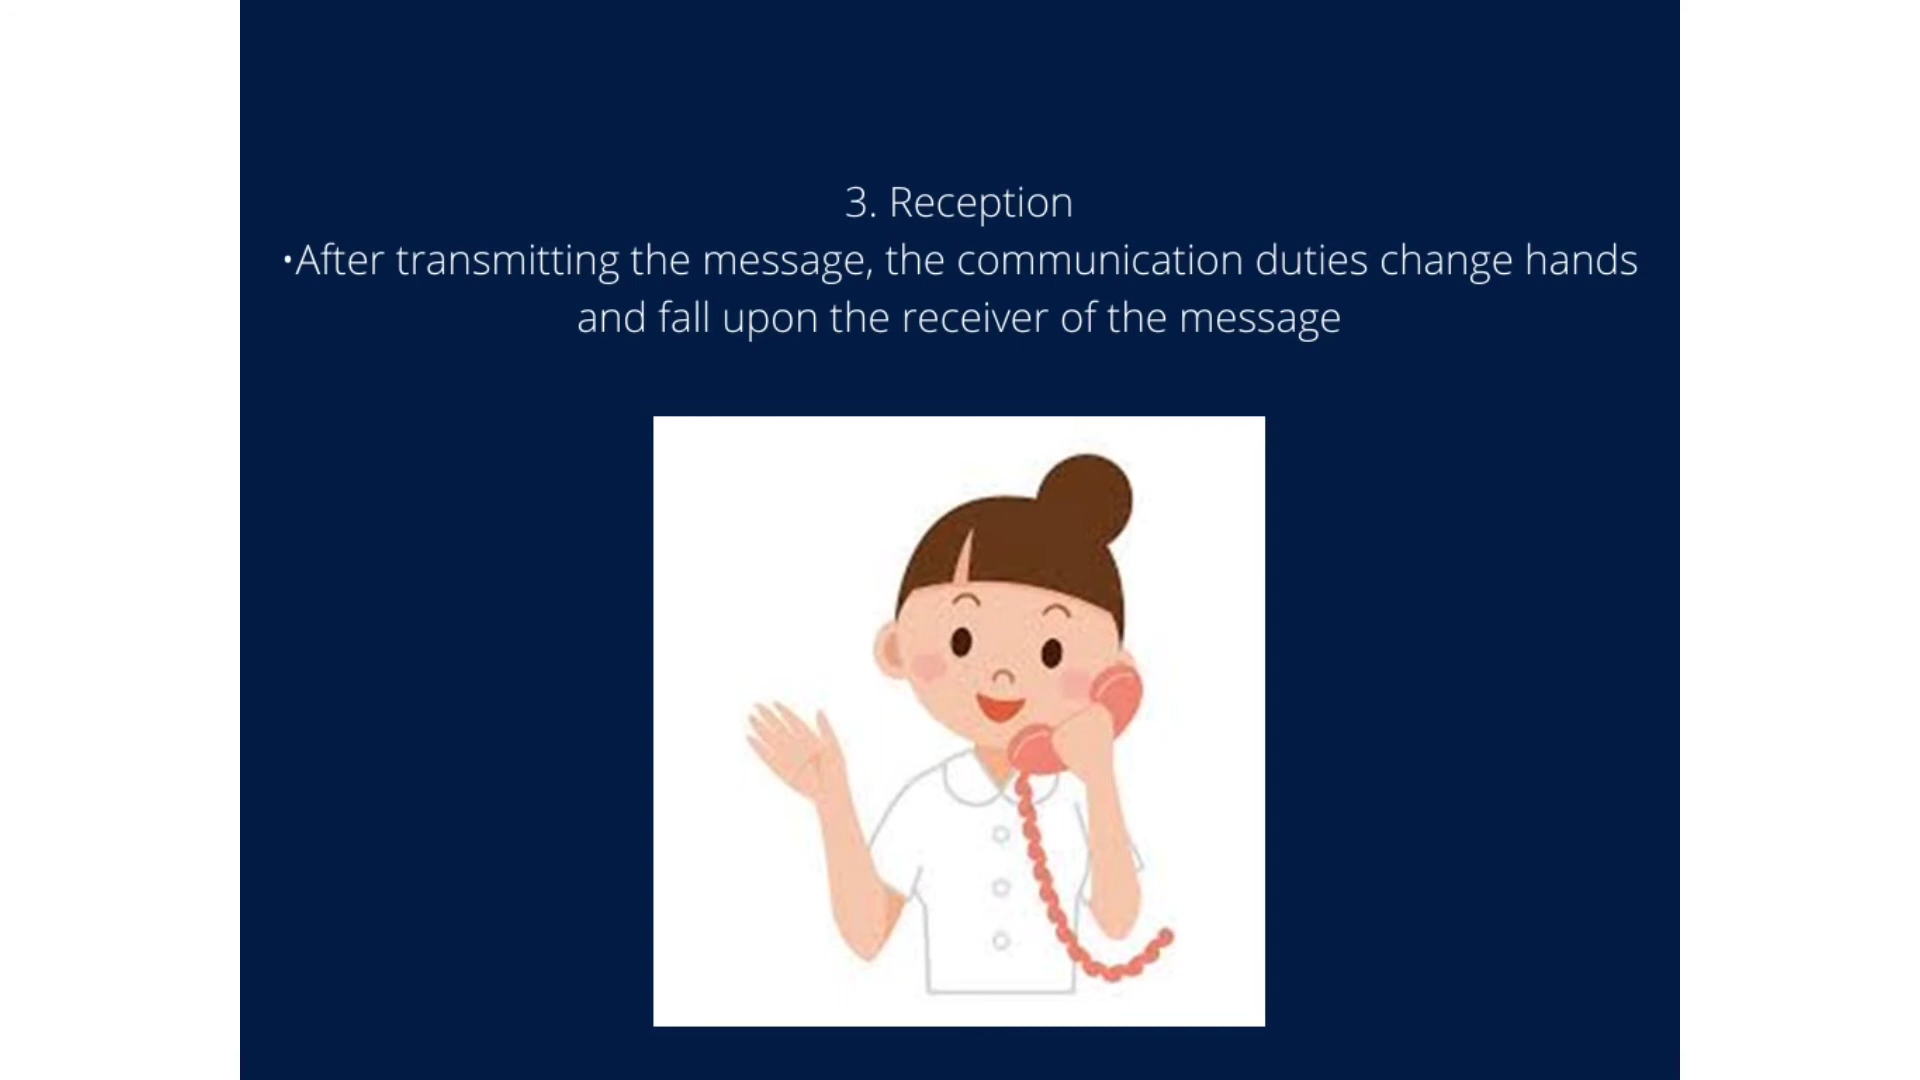 3. Reception
•After transmitting the message, the communication duties change hands
and fall upon the receiver of the message